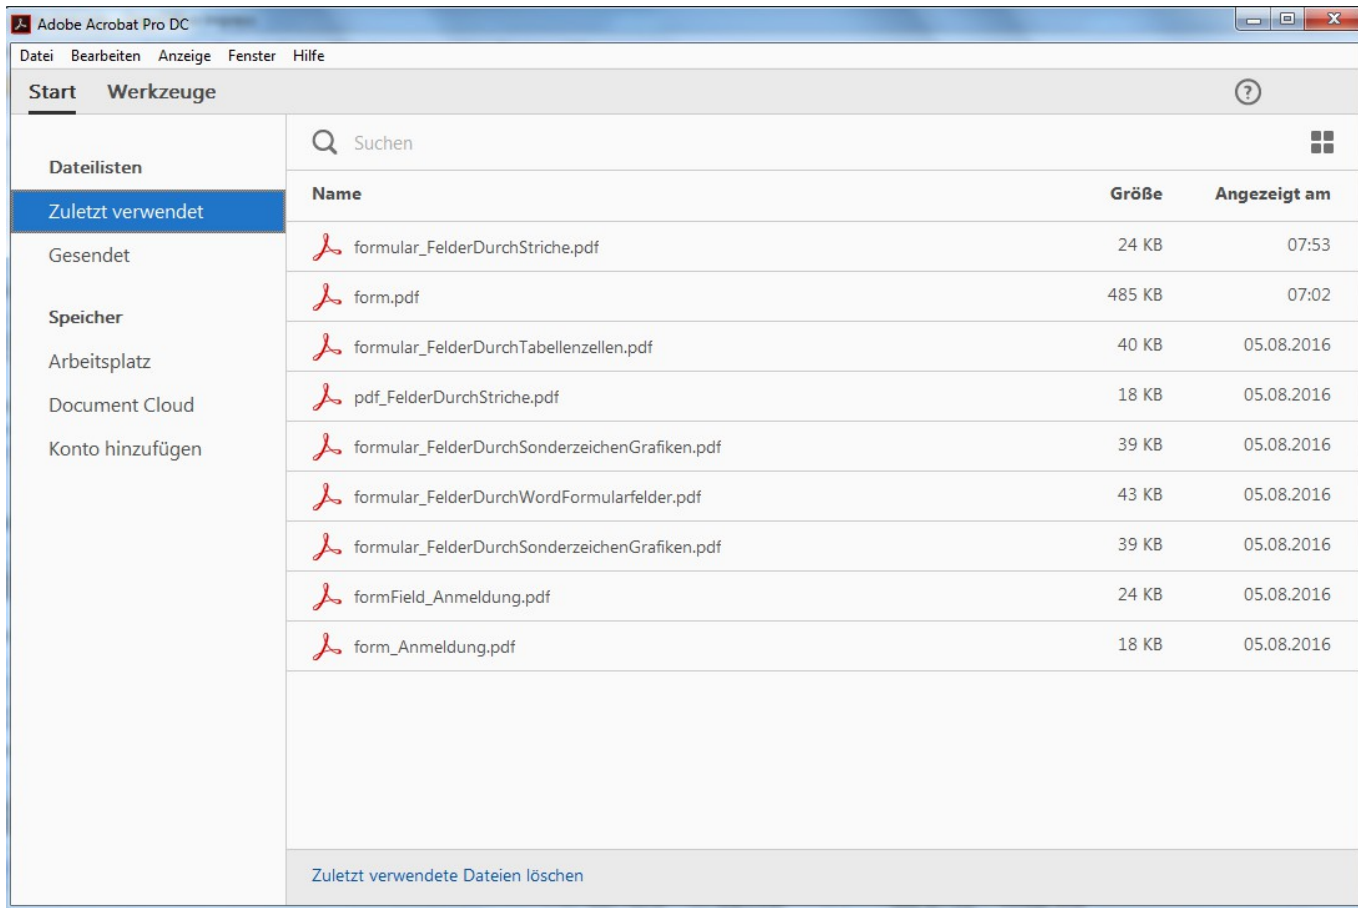 Adobe Acrobat Pro DC
Datei Bearbeiten Anzeige Fenster Hilfe
Start Werkzeuge
Suchen
Dateilisten
Zuletzt verwendet
Gesendet
Speicher
Arbeitsplatz
Document Cloud
Konto hinzufügen
Name Größe Angezeigt am
formular_FelderDurchStriche.pdf 24 KB 07:53
form.pdf 485 KB 07:02
formular_FelderDurchTabellenzellen.pdf 40 KB 05.08.2016
pdf_FelderDurchStriche.pdf 18 KB 05.08.2016
formular_FelderDurchSonderzeichenGrafiken.pdf 39 KB 05.08.2016
formular_FelderDurchWordFormularfelder.pdf 43 KB 05.08.2016
formular_FelderDurchSonderzeichenGrafiken.pdf 39 KB 05.08.2016
formField_Anmeldung.pdf 24 KB 05.08.2016
form_Anmeldung.pdf 18 KB 05.08.2016
Zuletzt verwendete Dateien löschen